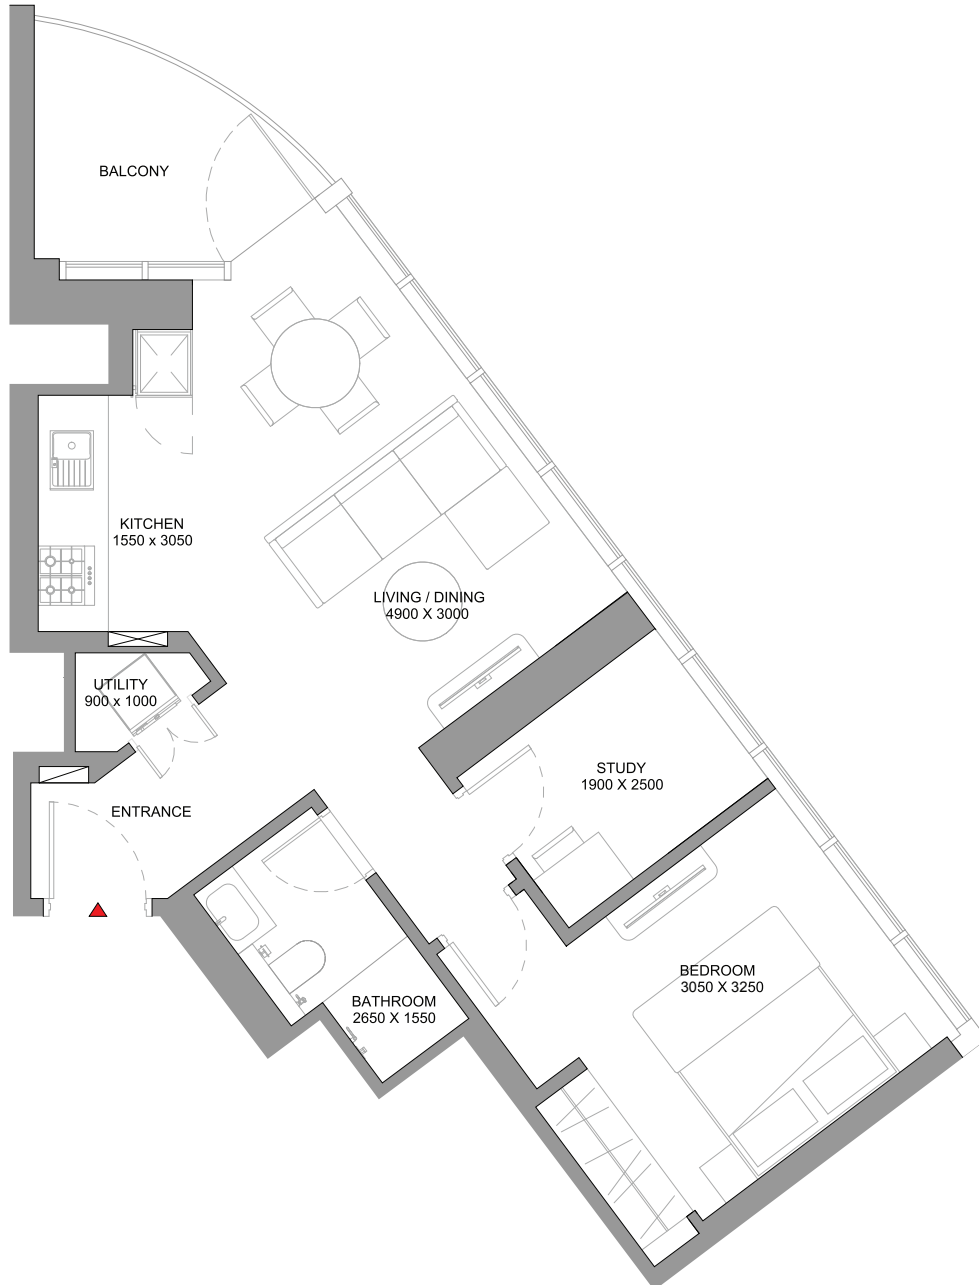 BALCONY
KITCHEN
1550 x 3050
LIVING / DINING
4900 X 3000
UTILITY
900 x 1000
STUDY
1900 X 2500
ENTRANCE
BEDROOM
3050 X 3250
BATHROOM
2650 X 1550